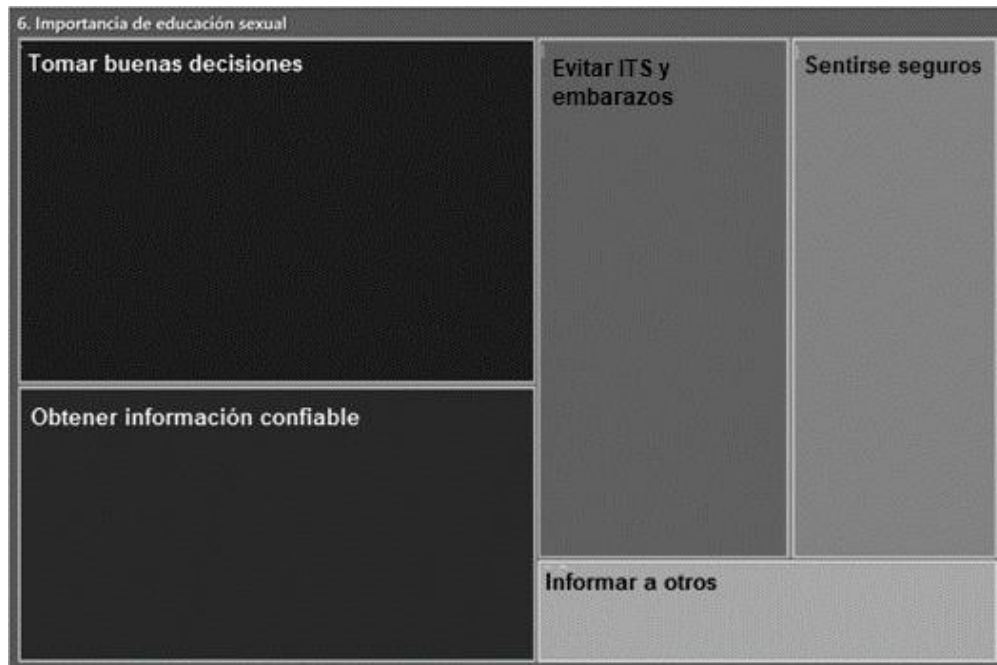 6. Importancia de educación sexual
Tomar buenas decisiones
Obtener información confiable
Evitar ITS y
embarazos
Sentirse seguros
Informar a otros